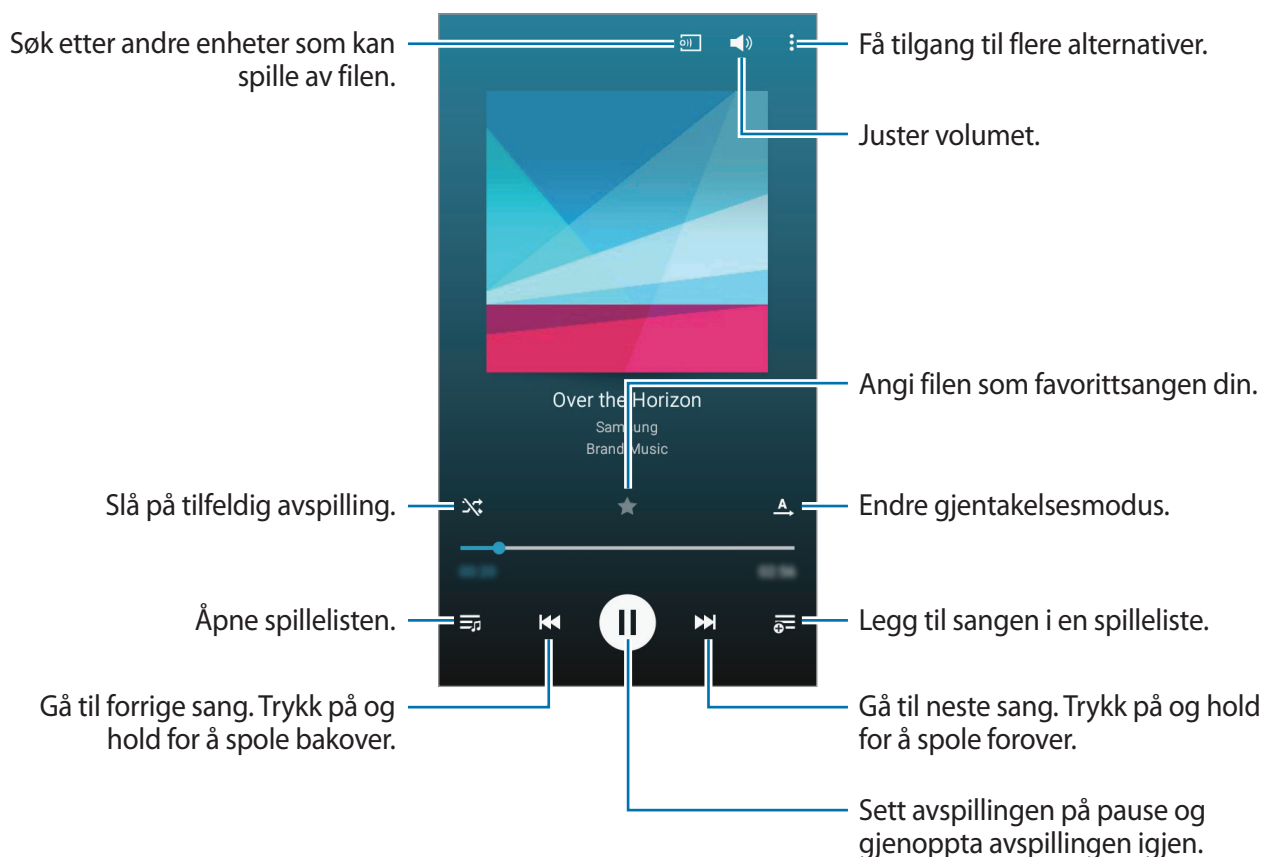 Søk etter andre enheter som kan
spille av filen.
Få tilgang til flere alternativer.
Juster volumet.
Angi filen som favorittsangen din.
Over the Horizon
Samsung
Brand Music
Slå på tilfeldig avspilling.
A
Endre gjentakelsesmodus.
02:56
Åpne spillelisten.
Legg til sangen i en spilleliste.
Gå til forrige sang. Trykk på og
hold for å spole bakover.
Gå til neste sang. Trykk på og hold
for å spole forover.
Sett avspillingen på pause og
gjenoppta avspillingen igjen.